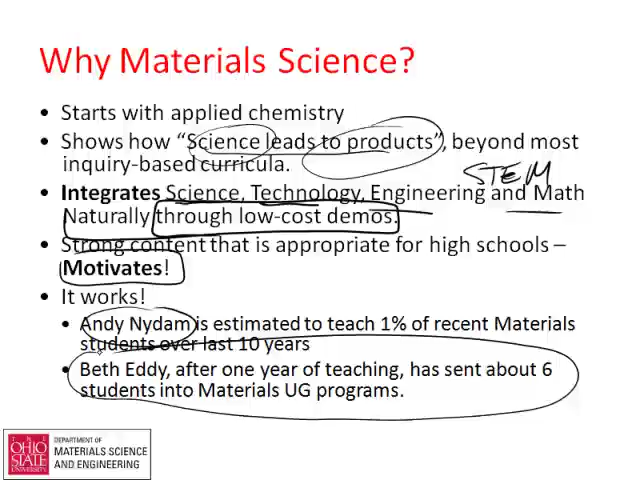 Why Materials Science?
• Starts with applied chemistry
• Shows how “Science leads to products”, beyond most
inquiry-based curricula.
STEM
• Integrates Science, Technology, Engineering and Math
Naturally through low-cost demos.
• Strong content that is appropriate for high schools –
Motivates!
• It works!
• Andy Nydam is estimated to teach 1% of recent Materials
students over last 10 years
• Beth Eddy, after one year of teaching, has sent about 6
students into Materials UG programs.
THE
OHIO
STATE
UNIVERSITY
DEPARTMENT OF
MATERIALS SCIENCE
AND ENGINEERING